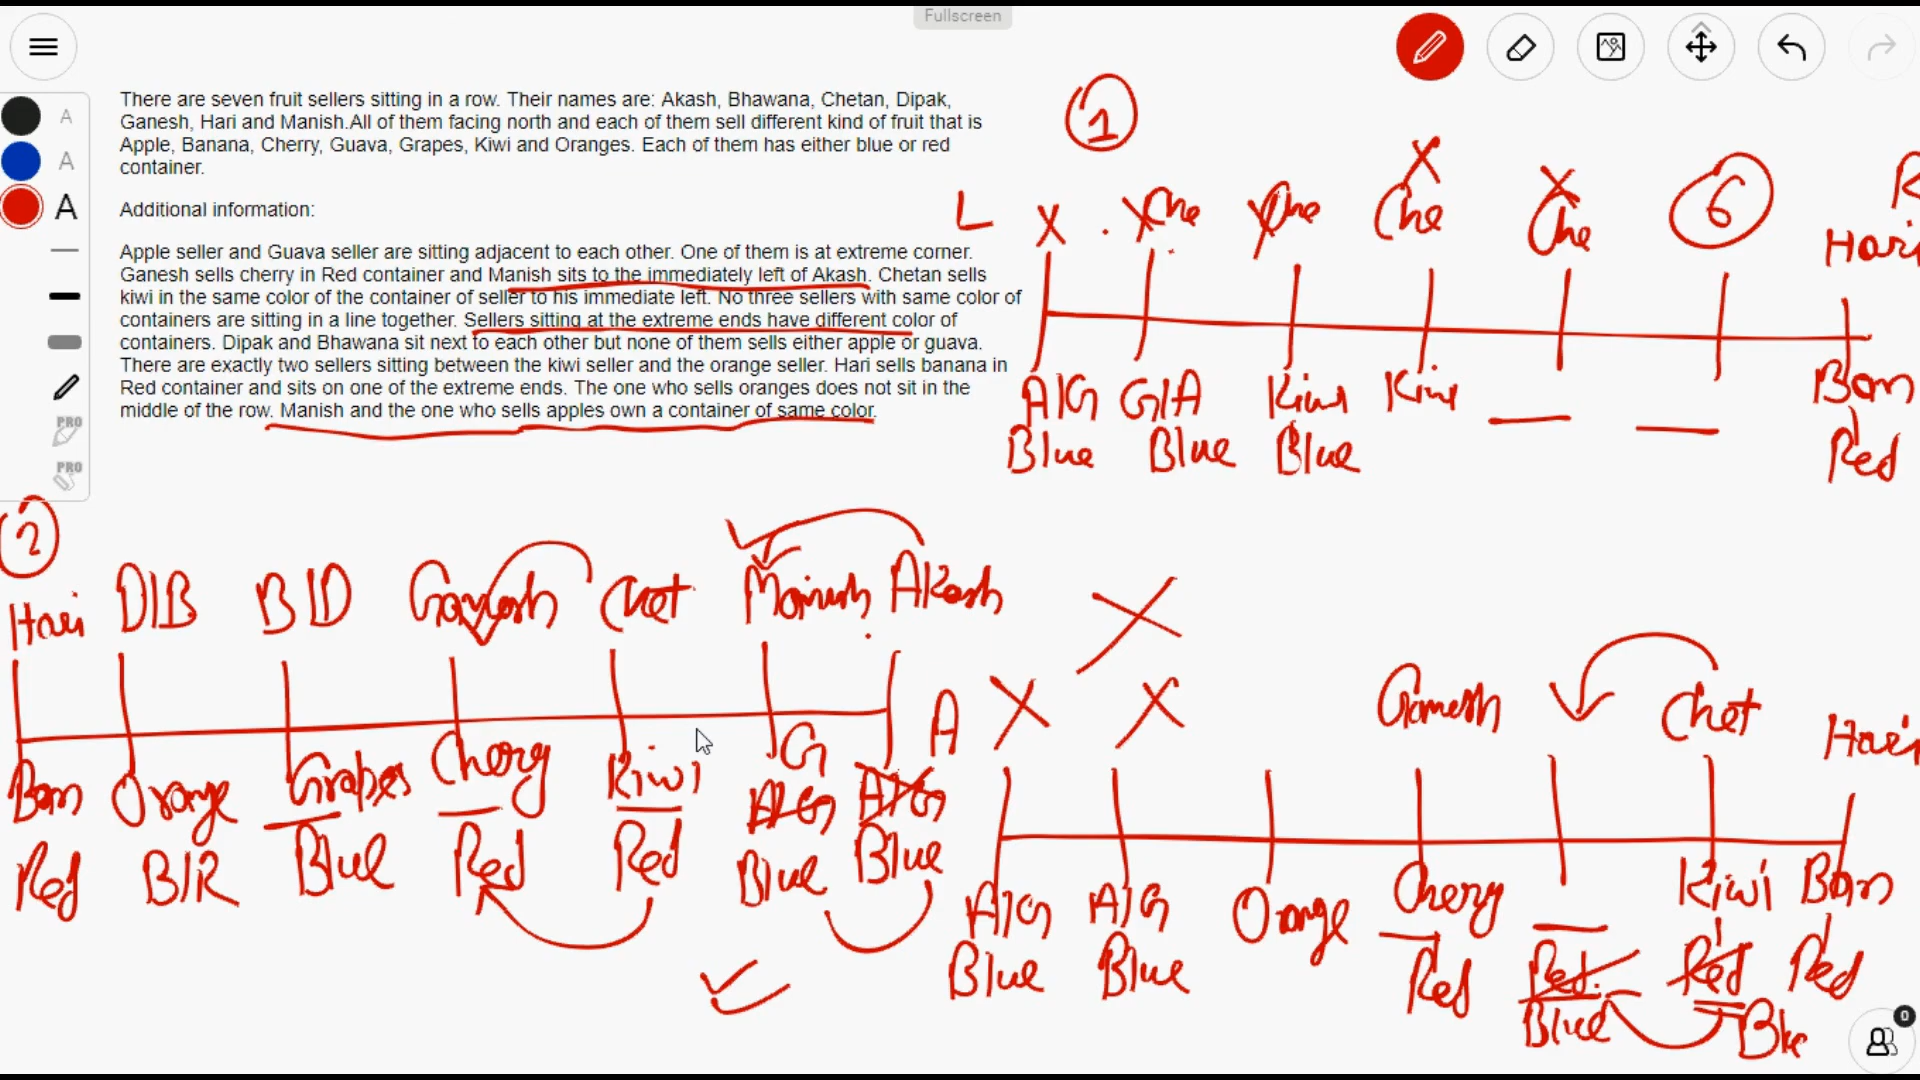 Fullscreen
There are seven fruit sellers sitting in a row. Their names are: Akash, Bhawana, Chetan, Dipak,
Ganesh, Hari and Manish.All of them facing north and each of them sell different kind of fruit that is
Apple, Banana, Cherry, Guava, Grapes, Kiwi and Oranges. Each of them has either blue or red
container.
Additional information:
Apple seller and Guava seller are sitting adjacent to each other. One of them is at extreme corner.
Ganesh sells cherry in Red container and Manish sits to the immediately left of Akash. Chetan sells
kiwi in the same color of the container of seller to his immediate left. No three sellers with same color of
containers are sitting in a line together. Sellers sitting at the extreme ends have different color of
containers. Dipak and Bhawana sit next to each other but none of them sells either apple or guava.
There are exactly two sellers sitting between the kiwi seller and the orange seller. Hari sells banana in
Red container and sits on one of the extreme ends. The one who sells oranges does not sit in the
middle of the row. Manish and the one who sells apples own a container of same color.
A
A
A
PRO
PRO
1
L X Che Che Che Che 6 R
Hari
A/G G/A Kiwi Kiwi Ban
Blue Blue Blue Red
2
Hari D/B B/D Ganesh Chet Manish Akash
Ban Orange Grapes Cherry Kiwi G A
A/G A/G
Red B/R Blue Red Red Blue Blue
X
X X Ganesh Chet Hari
A/G A/G Orange Cherry Kiwi Ban
Blue Blue Red Red Red Red
Blue Blue
0